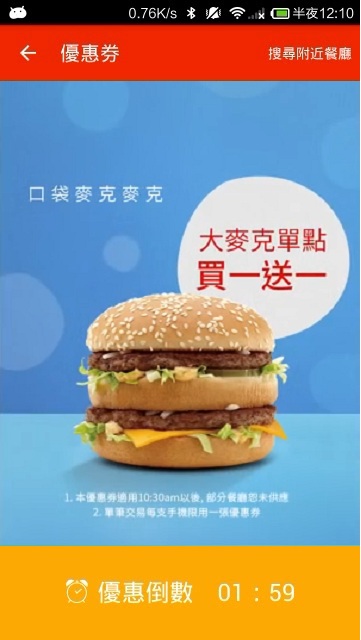 0.76K/s 半夜12:10
優惠券 搜尋附近餐廳
口袋麥克麥克
大麥克單點
買一送一
1. 本優惠券適用10:30am以後, 部分餐廳恕未供應
2. 單筆交易每支手機限用一張優惠券
優惠倒數 01 : 59